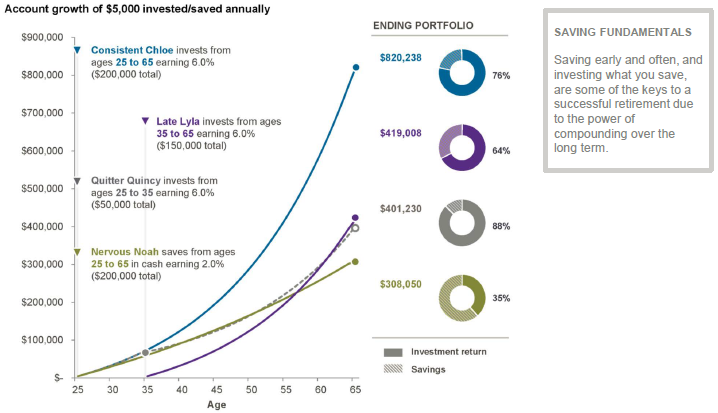 Account growth of $5,000 invested/saved annually
$900,000
$800,000
$700,000
$600,000
$500,000
$400,000
$300,000
$200,000
$100,000
$-
Consistent Chloe invests from
ages 25 to 65 earning 6.0%
($200,000 total)
Late Lyla invests from ages
35 to 65 earning 6.0%
($150,000 total)
Quitter Quincy invests from
ages 25 to 35 earning 6.0%
($50,000 total)
Nervous Noah saves from ages
25 to 65 in cash earning 2.0%
($200,000 total)
25 30 35 40 45 50 55 60 65
Age
ENDING PORTFOLIO
$820,238
76%
$419,008
64%
$401,230
88%
$308,050
35%
Investment return
Savings
SAVING FUNDAMENTALS
Saving early and often, and
investing what you save,
are some of the keys to a
successful retirement due
to the power of
compounding over the
long term.